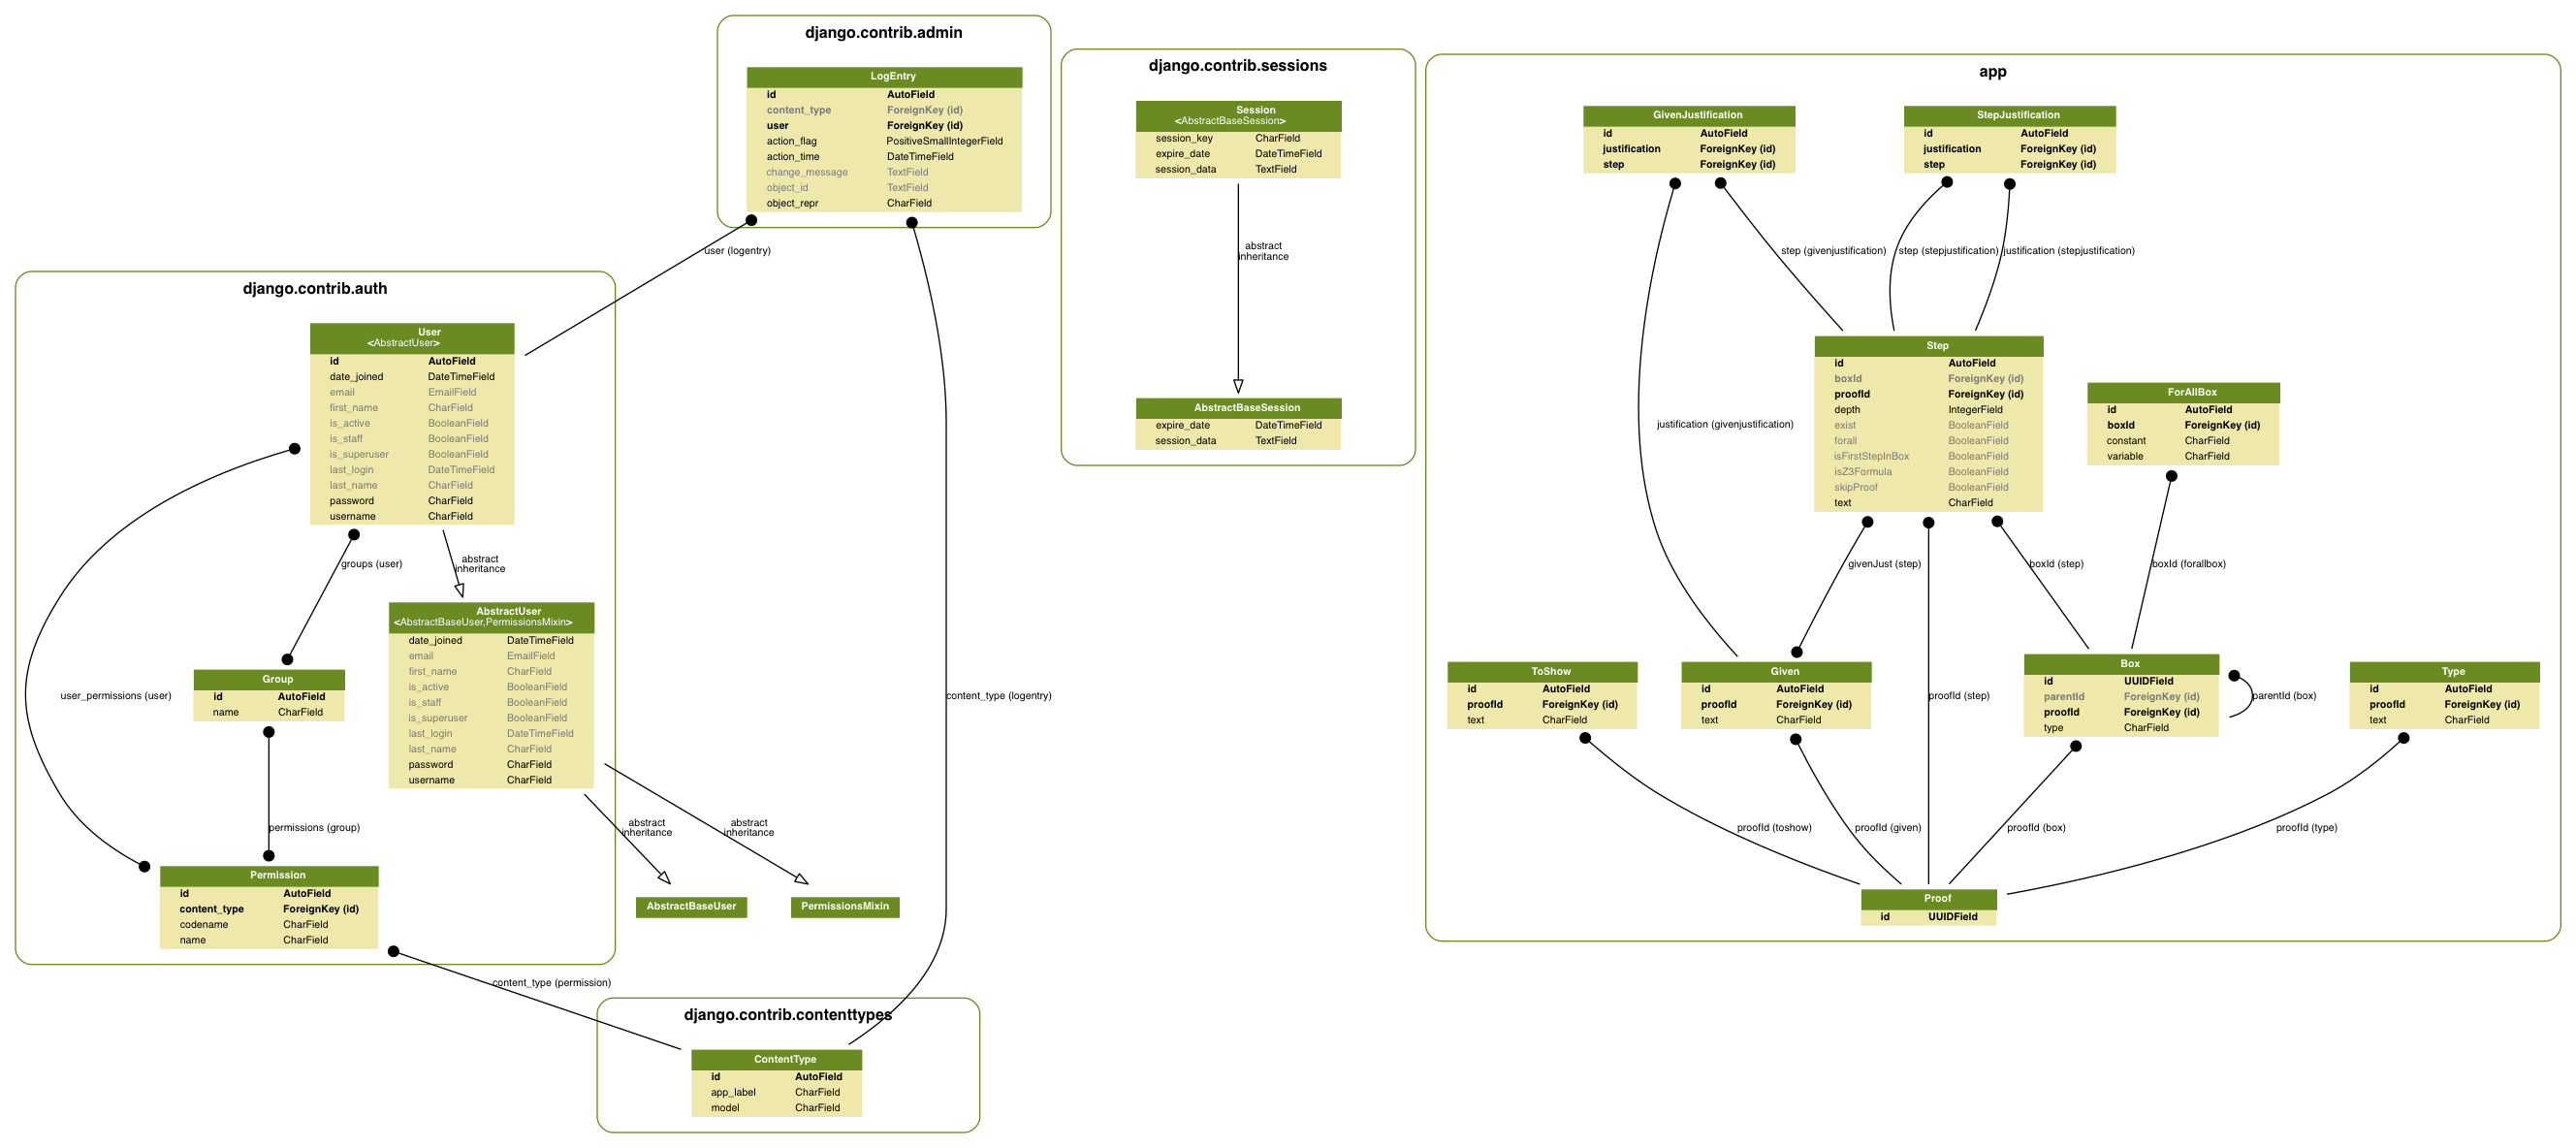 django.contrib.admin
LogEntry
id AutoField
content_type ForeignKey (id)
user ForeignKey (id)
action_flag PositiveSmallIntegerField
action_time DateTimeField
change_message TextField
object_id TextField
object_repr CharField
user (logentry)
content_type (logentry)
django.contrib.auth
User
<AbstractUser>
id AutoField
date_joined DateTimeField
email EmailField
first_name CharField
is_active BooleanField
is_staff BooleanField
is_superuser BooleanField
last_login DateTimeField
last_name CharField
password CharField
username CharField
groups (user)
abstract
inheritance
AbstractUser
<AbstractBaseUser,PermissionsMixin>
date_joined DateTimeField
email EmailField
first_name CharField
is_active BooleanField
is_staff BooleanField
is_superuser BooleanField
last_login DateTimeField
last_name CharField
password CharField
username CharField
Group
id AutoField
name CharField
user_permissions (user)
permissions (group)
abstract
inheritance
abstract
inheritance
Permission
id AutoField
content_type ForeignKey (id)
codename CharField
name CharField
AbstractBaseUser
PermissionsMixin
content_type (permission)
django.contrib.contenttypes
ContentType
id AutoField
app_label CharField
model CharField
django.contrib.sessions
Session
<AbstractBaseSession>
session_key CharField
expire_date DateTimeField
session_data TextField
abstract
inheritance
AbstractBaseSession
expire_date DateTimeField
session_data TextField
app
GivenJustification
id AutoField
justification ForeignKey (id)
step ForeignKey (id)
StepJustification
id AutoField
justification ForeignKey (id)
step ForeignKey (id)
step (givenjustification)
step (stepjustification)
justification (stepjustification)
justification (givenjustification)
Step
id AutoField
boxId ForeignKey (id)
proofId ForeignKey (id)
depth IntegerField
exist BooleanField
forall BooleanField
isFirstStepInBox BooleanField
isZ3Formula BooleanField
skipProof BooleanField
text CharField
ForAllBox
id AutoField
boxId ForeignKey (id)
constant CharField
variable CharField
givenJust (step)
boxId (step)
boxId (forallbox)
ToShow
id AutoField
proofId ForeignKey (id)
text CharField
Given
id AutoField
proofId ForeignKey (id)
text CharField
proofId (step)
Box
id UUIDField
parentId ForeignKey (id)
proofId ForeignKey (id)
type CharField
parentId (box)
Type
id AutoField
proofId ForeignKey (id)
text CharField
proofId (toshow)
proofId (given)
proofId (box)
proofId (type)
Proof
id UUIDField